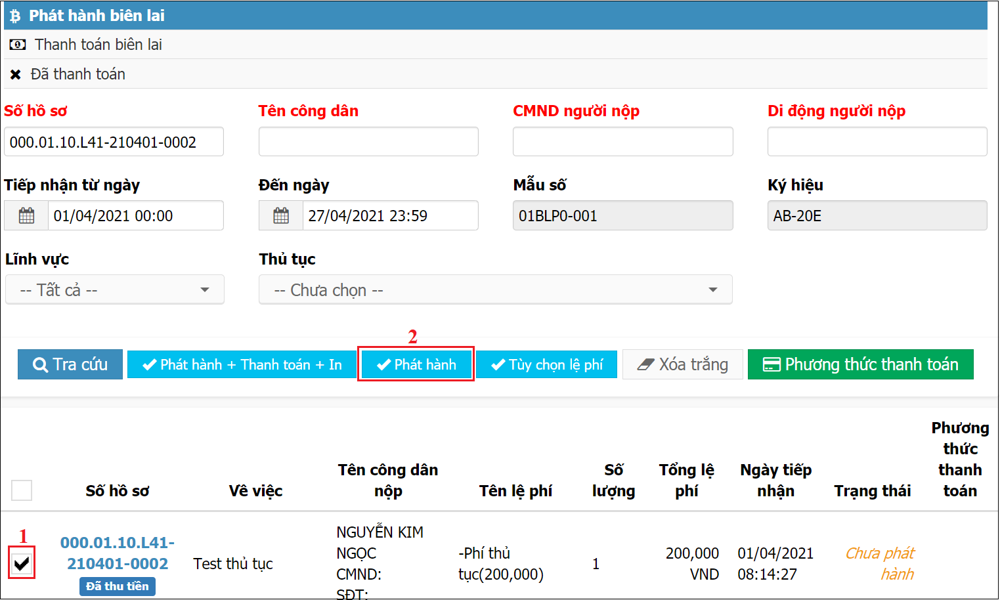 Phát hành biên lai
Thanh toán biên lai
Đã thanh toán
Số hồ sơ
Tên công dân
CMND người nộp
Di động người nộp
000.01.10.L41-210401-0002
Tiếp nhận từ ngày
Đến ngày
Mẫu số
Ký hiệu
01/04/2021 00:00
27/04/2021 23:59
01BLP0-001
AB-20E
Lĩnh vực
Thủ tục
-- Tất cả --
-- Chưa chọn --
2
Tra cứu
Phát hành + Thanh toán + In
Phát hành
Tùy chọn lệ phí
Xóa trắng
Phương thức thanh toán
Số hồ sơ
Về việc
Tên công dân
nộp
Tên lệ phí
Số
lượng
Tổng lệ
phí
Ngày tiếp
nhận
Trạng thái
Phương
thức
thanh
toán
1
000.01.10.L41-
210401-0002
Đã thu tiền
Test thủ tục
NGUYỄN KIM
NGỌC
CMND:
SĐT:
-Phí thủ
tục(200,000)
1
200,000
VND
01/04/2021
08:14:27
Chưa phát
hành